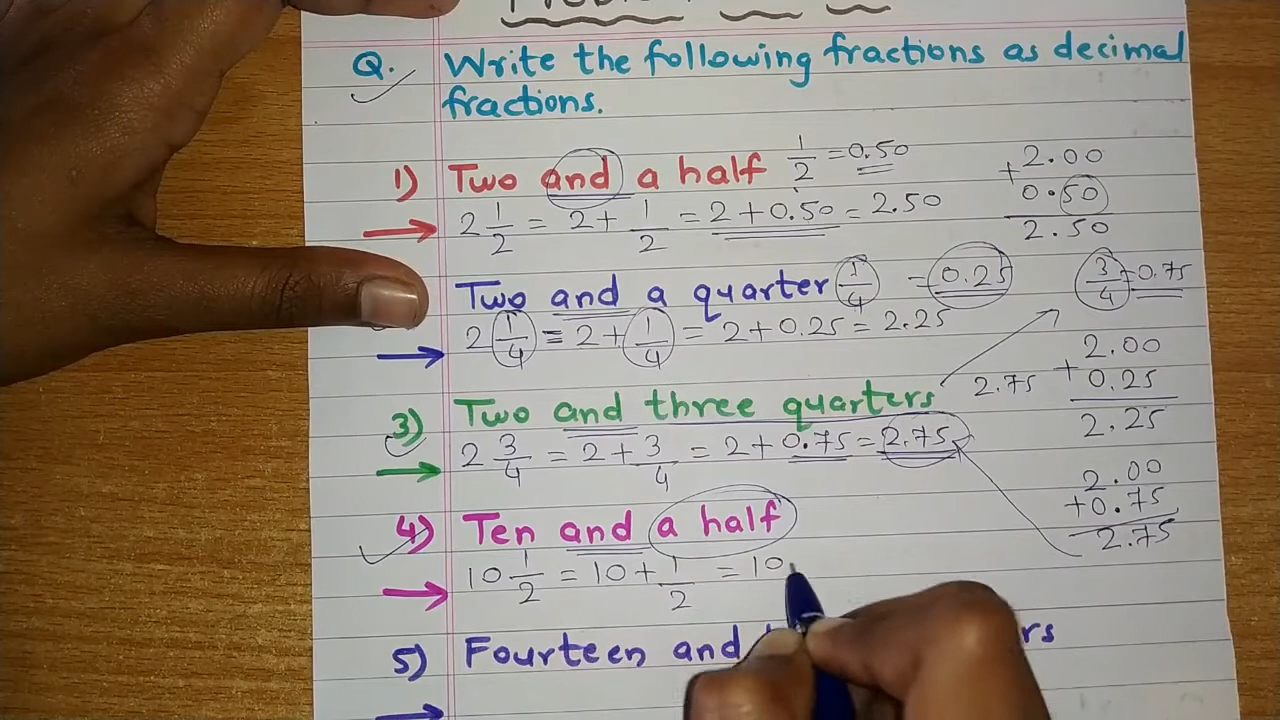 Q. Write the following fractions as decimal
fractions.
1) Two and a half 1/2 = 0.50
2 1/2 = 2 + 1/2 = 2 + 0.50 = 2.50
2.00
+ 0.50
2.50
Two and a quarter 1/4 = 0.25
3/4 = 0.75
2 1/4 = 2 + 1/4 = 2 + 0.25 = 2.25
2.00
+ 0.25
2.25
3) Two and three quarters 2.75
2 3/4 = 2 + 3/4 = 2 + 0.75 = 2.75
2.00
+ 0.75
2.75
4) Ten and a half
10 1/2 = 10 + 1/2 = 10
5) Fourteen and